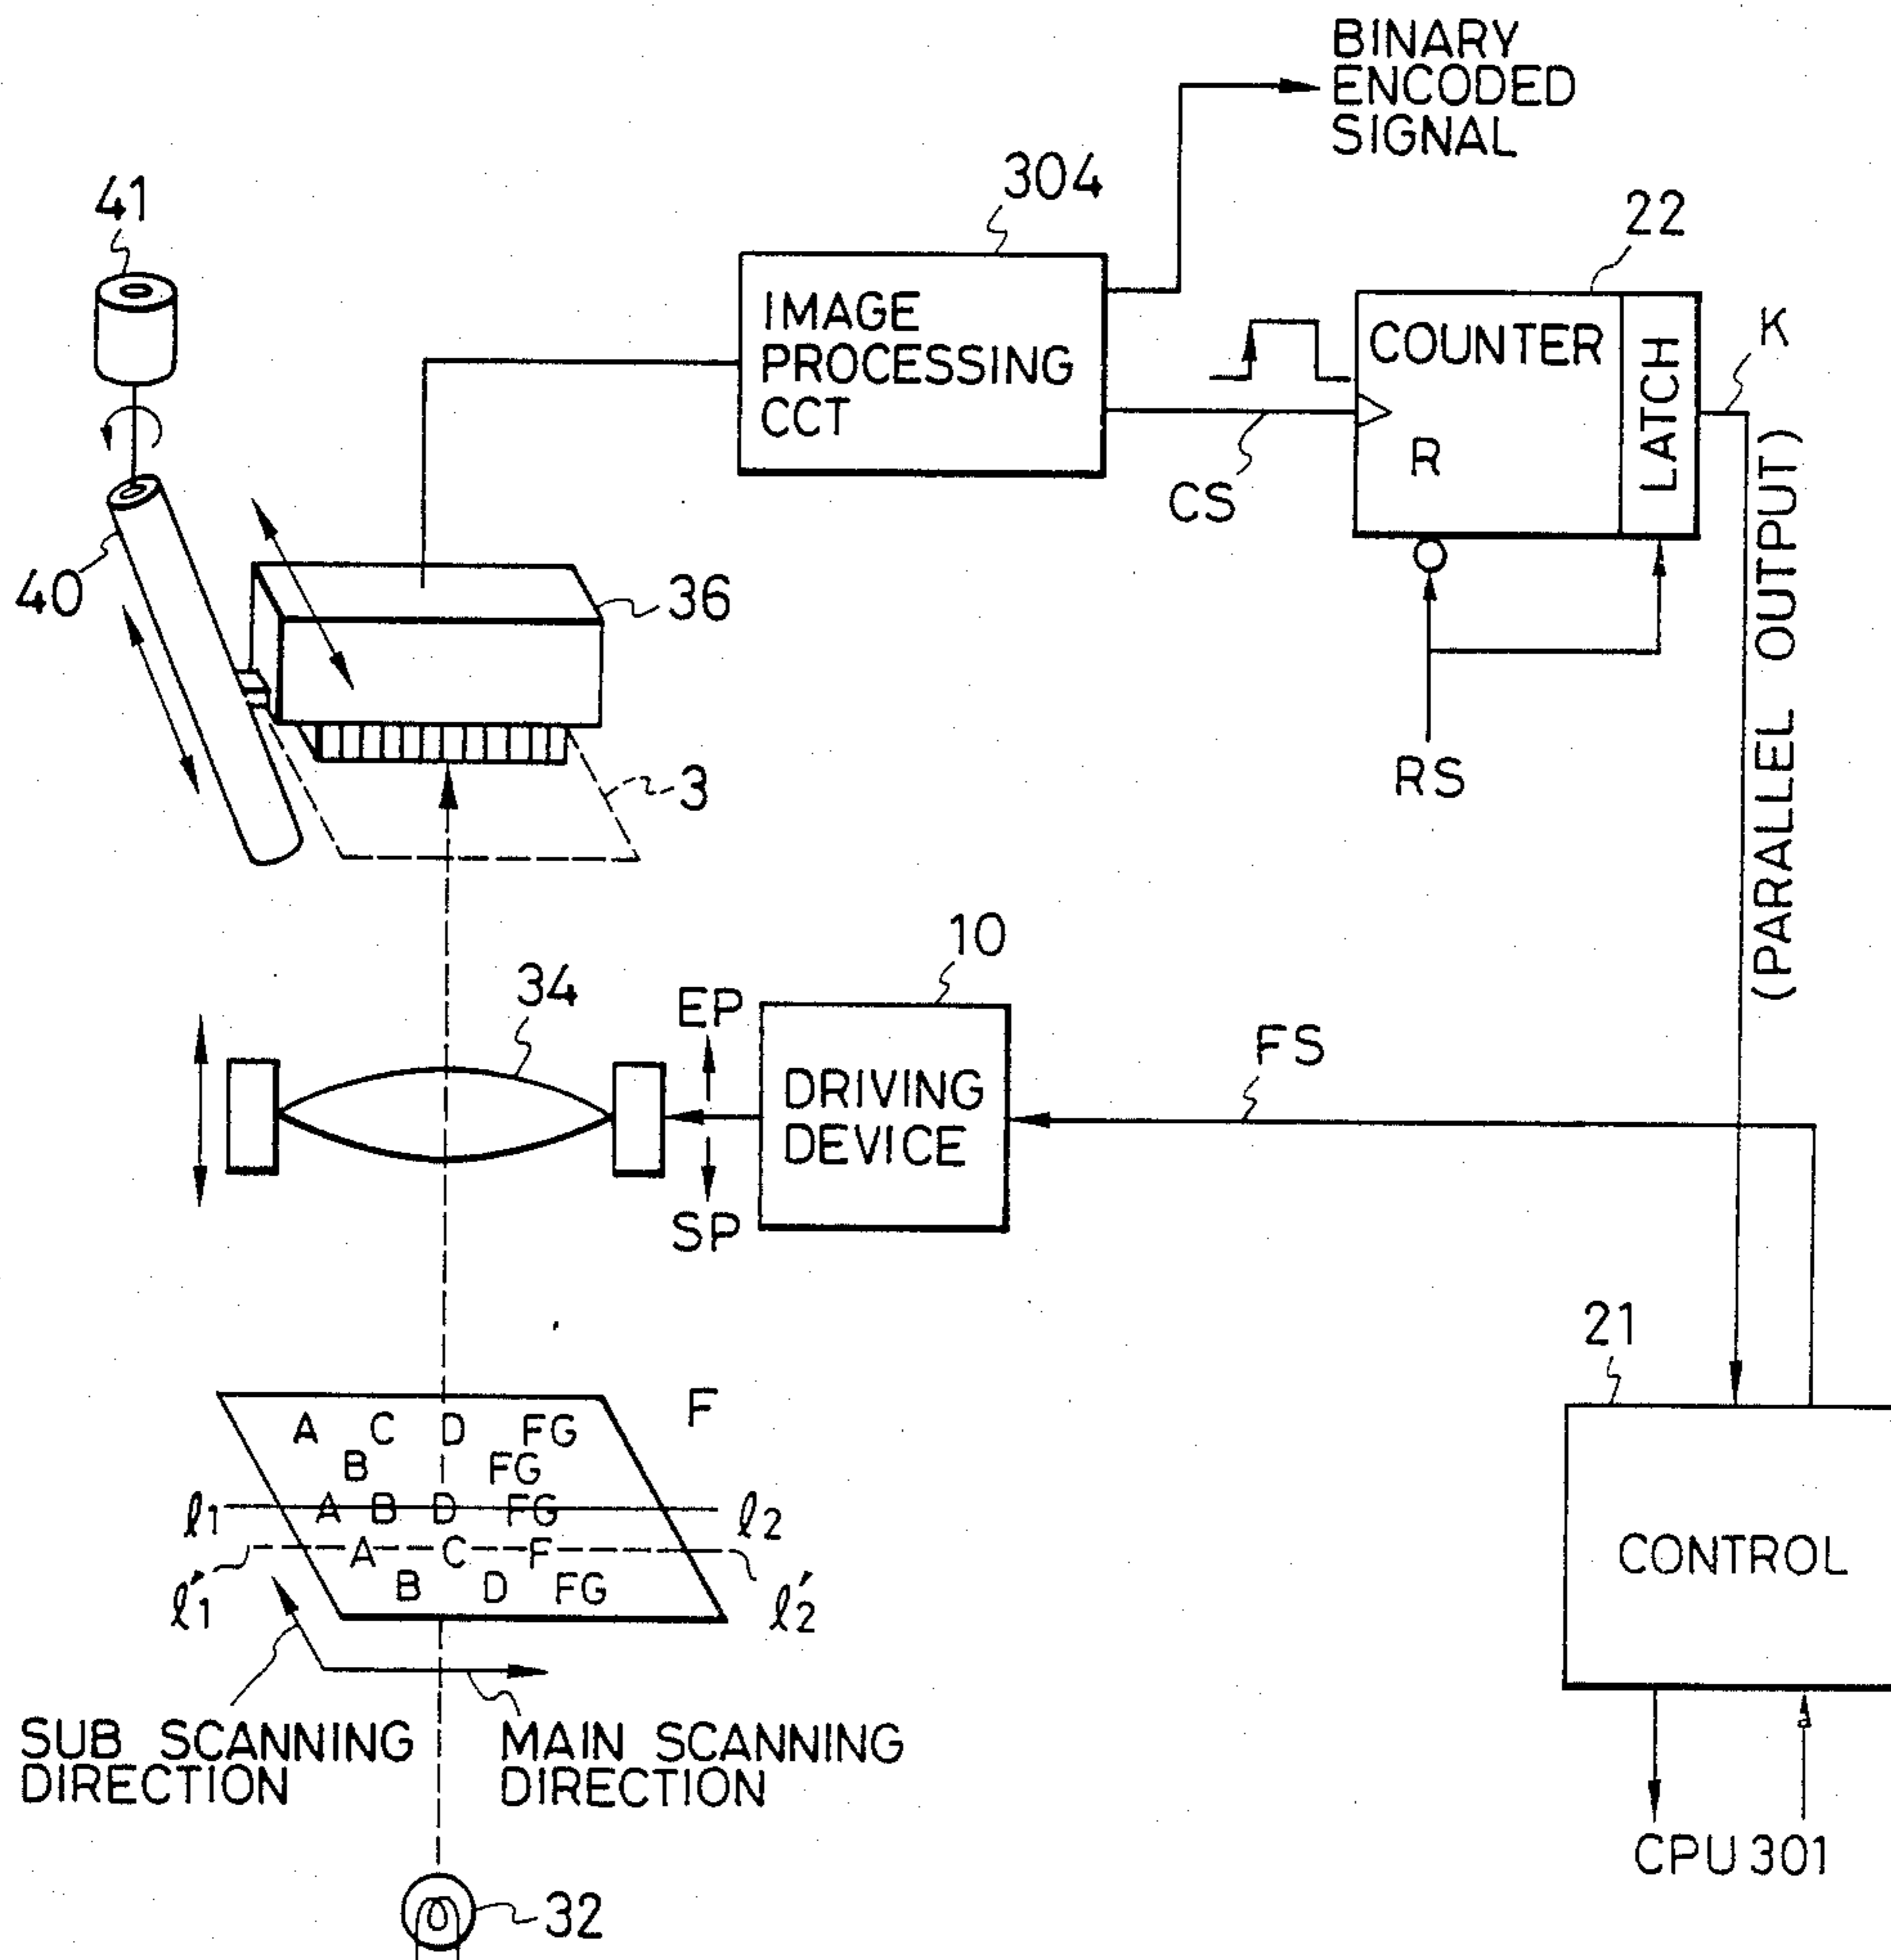 BINARY
ENCODED
SIGNAL
304
41
22
IMAGE
PROCESSING
CCT
COUNTER
LATCH
K
R
CS
40
36
RS
3
(PARALLEL OUTPUT)
10
34
EP
FS
DRIVING
DEVICE
SP
21
F
A C D FG
B FG
ℓ1 A B D FG ℓ2
ℓ'1 A C F ℓ'2
B D FG
CONTROL
SUB SCANNING
DIRECTION
MAIN SCANNING
DIRECTION
CPU 301
32